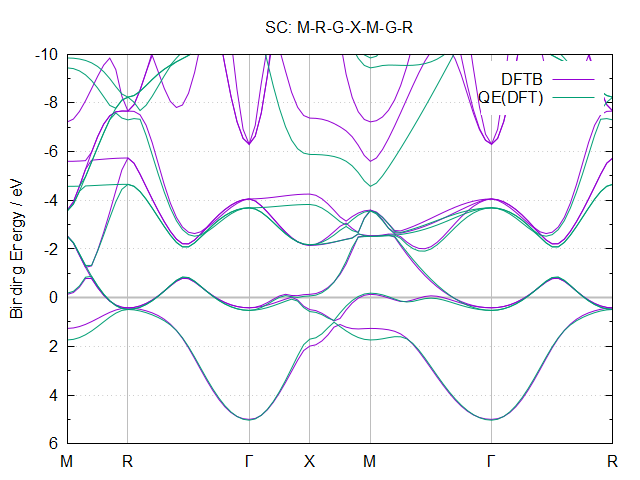 SC: M-R-G-X-M-G-R
DFTB
QE(DFT)
Binding Energy / eV
-10
-8
-6
-4
-2
0
2
4
6
M R Γ X M Γ R